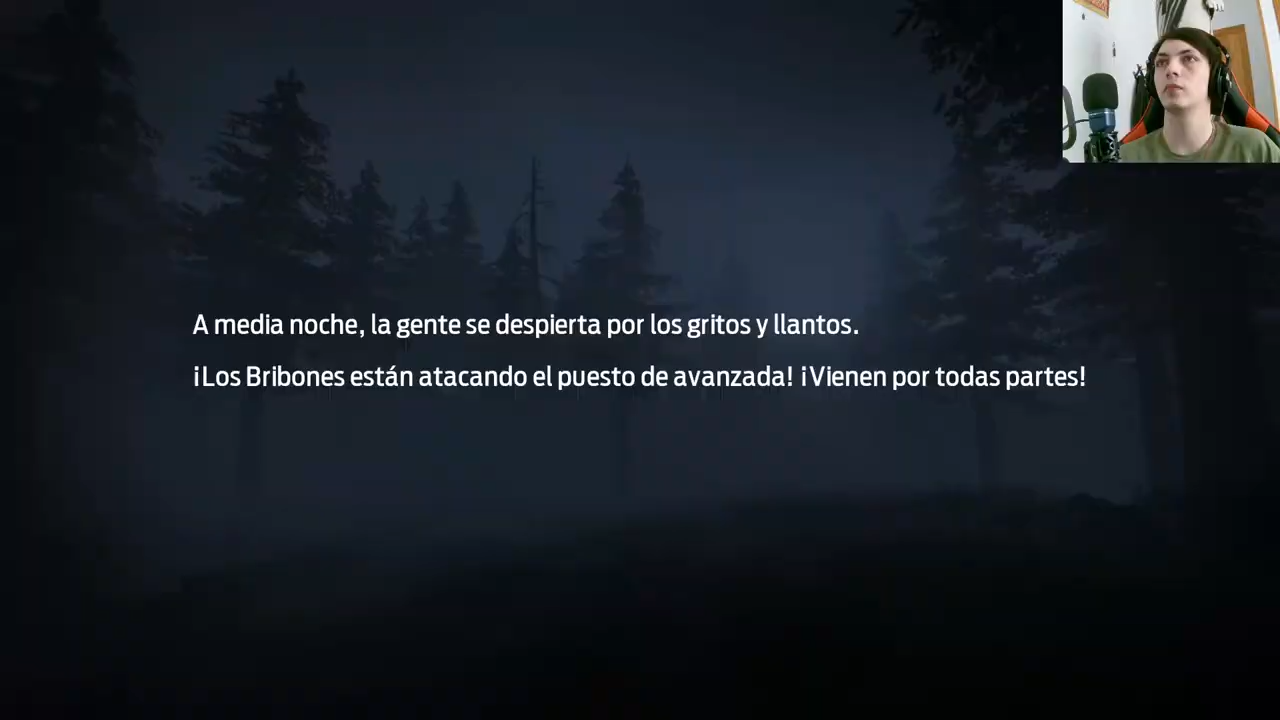 A media noche, la gente se despierta por los gritos y llantos.
¡Los Bribones están atacando el puesto de avanzada! ¡Vienen por todas partes!